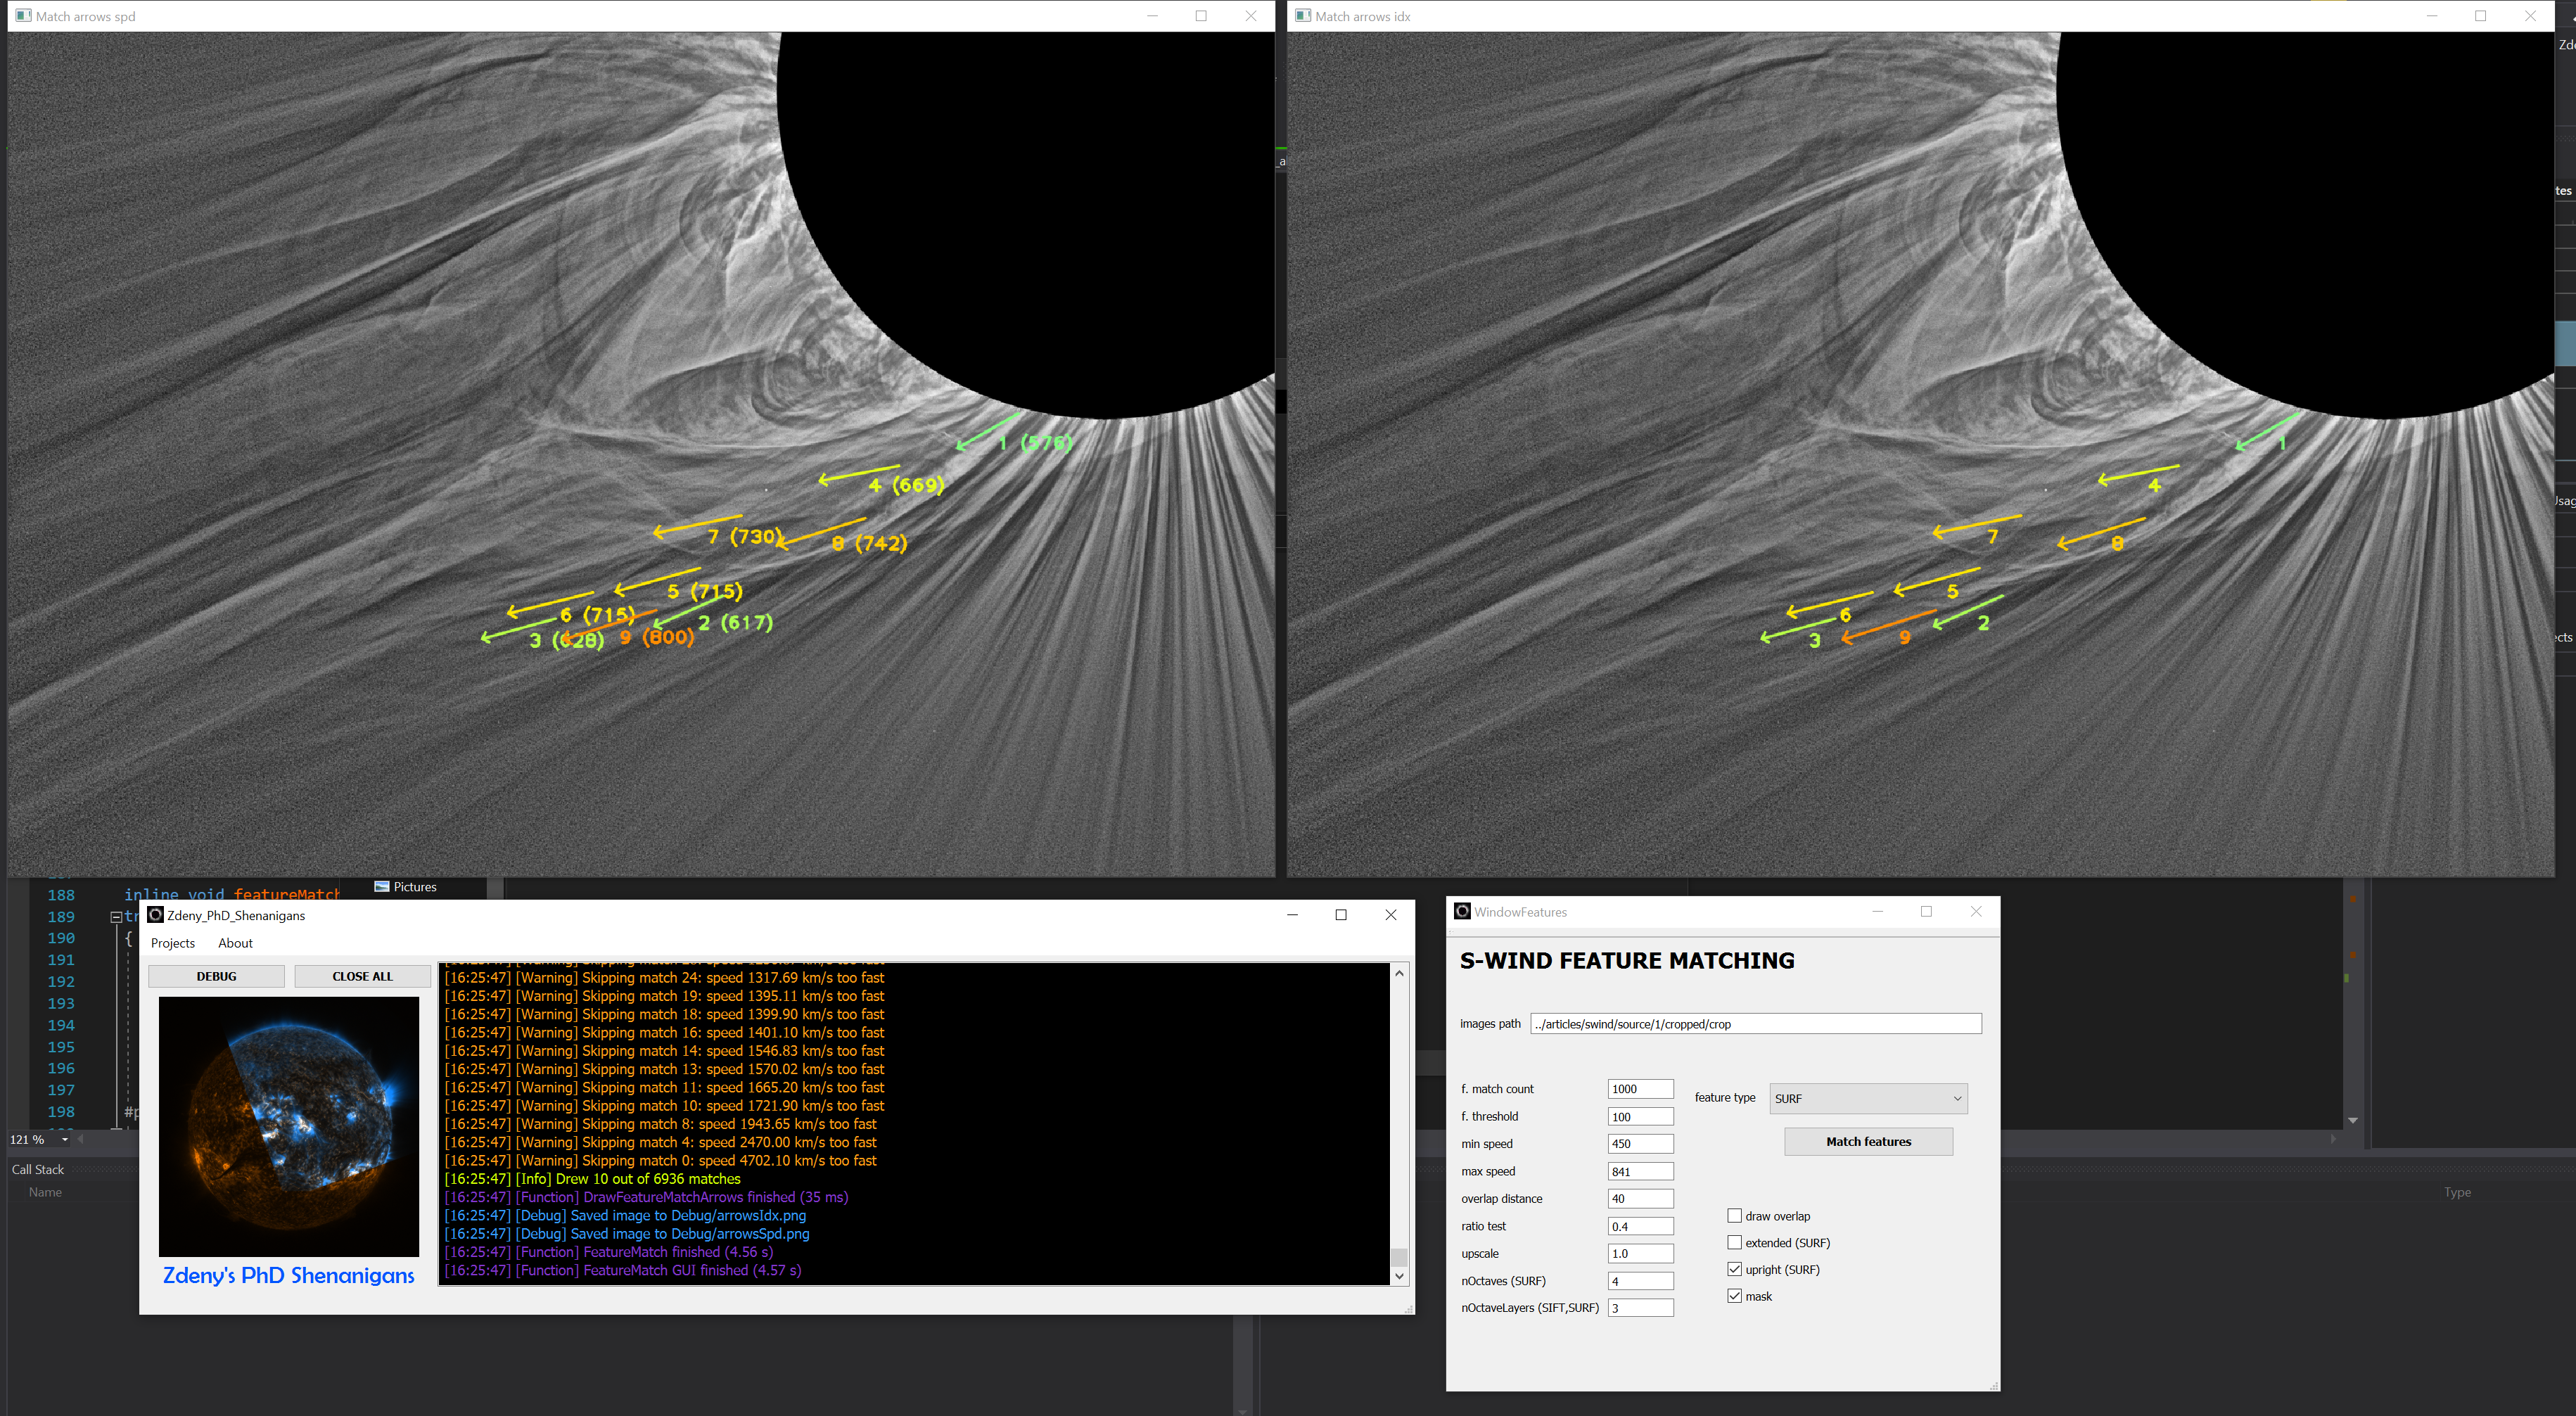 Match arrows spd
Match arrows idx
Zde
_a
tes
1 (576)
4 (669)
7 (730)
8 (742)
5 (715)
6 (715)
2 (617)
3 (628)
9 (800)
1
4
7
8
5
6
2
3
9
Usag
ects
188 inline void featureMatch
Pictures
189 tr
190 {
191
192
193
194
195
196
197
198 #p
121 %
Call Stack
Name
Type
Zdeny_PhD_Shenanigans
Projects About
DEBUG CLOSE ALL
Zdeny's PhD Shenanigans
[16:25:47] [Warning] Skipping match 24: speed 1317.69 km/s too fast
[16:25:47] [Warning] Skipping match 19: speed 1395.11 km/s too fast
[16:25:47] [Warning] Skipping match 18: speed 1399.90 km/s too fast
[16:25:47] [Warning] Skipping match 16: speed 1401.10 km/s too fast
[16:25:47] [Warning] Skipping match 14: speed 1546.83 km/s too fast
[16:25:47] [Warning] Skipping match 13: speed 1570.02 km/s too fast
[16:25:47] [Warning] Skipping match 11: speed 1665.20 km/s too fast
[16:25:47] [Warning] Skipping match 10: speed 1721.90 km/s too fast
[16:25:47] [Warning] Skipping match 8: speed 1943.65 km/s too fast
[16:25:47] [Warning] Skipping match 4: speed 2470.00 km/s too fast
[16:25:47] [Warning] Skipping match 0: speed 4702.10 km/s too fast
[16:25:47] [Info] Drew 10 out of 6936 matches
[16:25:47] [Function] DrawFeatureMatchArrows finished (35 ms)
[16:25:47] [Debug] Saved image to Debug/arrowsIdx.png
[16:25:47] [Debug] Saved image to Debug/arrowsSpd.png
[16:25:47] [Function] FeatureMatch finished (4.56 s)
[16:25:47] [Function] FeatureMatch GUI finished (4.57 s)
WindowFeatures
S-WIND FEATURE MATCHING
images path ../articles/swind/source/1/cropped/crop
f. match count 1000
feature type SURF
f. threshold 100
min speed 450
Match features
max speed 841
overlap distance 40
draw overlap
ratio test 0.4
extended (SURF)
upscale 1.0
upright (SURF)
nOctaves (SURF) 4
mask
nOctaveLayers (SIFT,SURF) 3